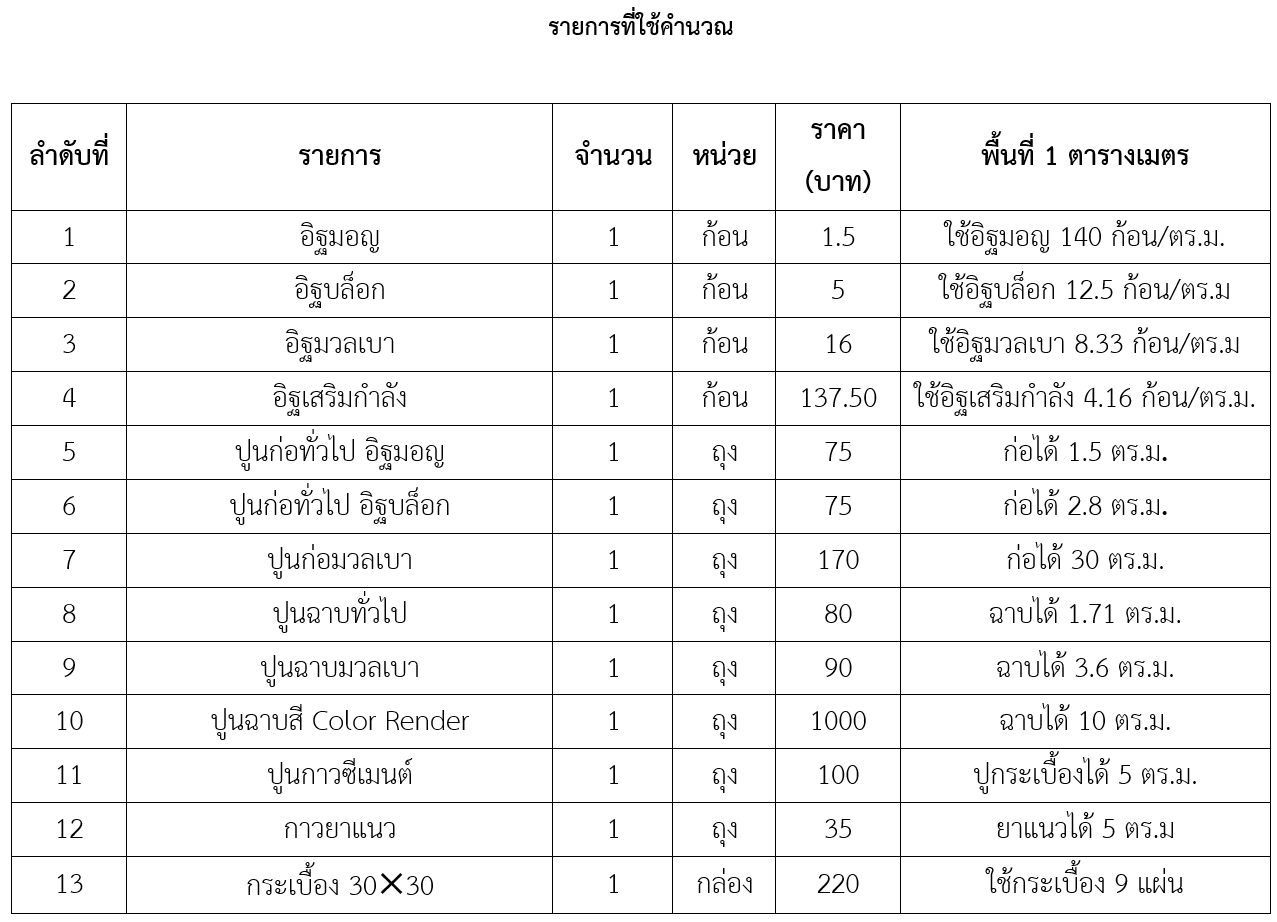 รายการที่ใช้คำนวณ
ลำดับที่ รายการ จำนวน หน่วย ราคา (บาท) พื้นที่ 1 ตารางเมตร
1 อิฐมอญ 1 ก้อน 1.5 ใช้อิฐมอญ 140 ก้อน/ตร.ม.
2 อิฐบล็อก 1 ก้อน 5 ใช้อิฐบล็อก 12.5 ก้อน/ตร.ม
3 อิฐมวลเบา 1 ก้อน 16 ใช้อิฐมวลเบา 8.33 ก้อน/ตร.ม
4 อิฐเสริมกำลัง 1 ก้อน 137.50 ใช้อิฐเสริมกำลัง 4.16 ก้อน/ตร.ม.
5 ปูนก่อทั่วไป อิฐมอญ 1 ถุง 75 ก่อได้ 1.5 ตร.ม.
6 ปูนก่อทั่วไป อิฐบล็อก 1 ถุง 75 ก่อได้ 2.8 ตร.ม.
7 ปูนก่อมวลเบา 1 ถุง 170 ก่อได้ 30 ตร.ม.
8 ปูนฉาบทั่วไป 1 ถุง 80 ฉาบได้ 1.71 ตร.ม.
9 ปูนฉาบมวลเบา 1 ถุง 90 ฉาบได้ 3.6 ตร.ม.
10 ปูนฉาบสี Color Render 1 ถุง 1000 ฉาบได้ 10 ตร.ม.
11 ปูนกาวซีเมนต์ 1 ถุง 100 ปูกระเบื้องได้ 5 ตร.ม.
12 กาวยาแนว 1 ถุง 35 ยาแนวได้ 5 ตร.ม
13 กระเบื้อง 30✕30 1 กล่อง 220 ใช้กระเบื้อง 9 แผ่น